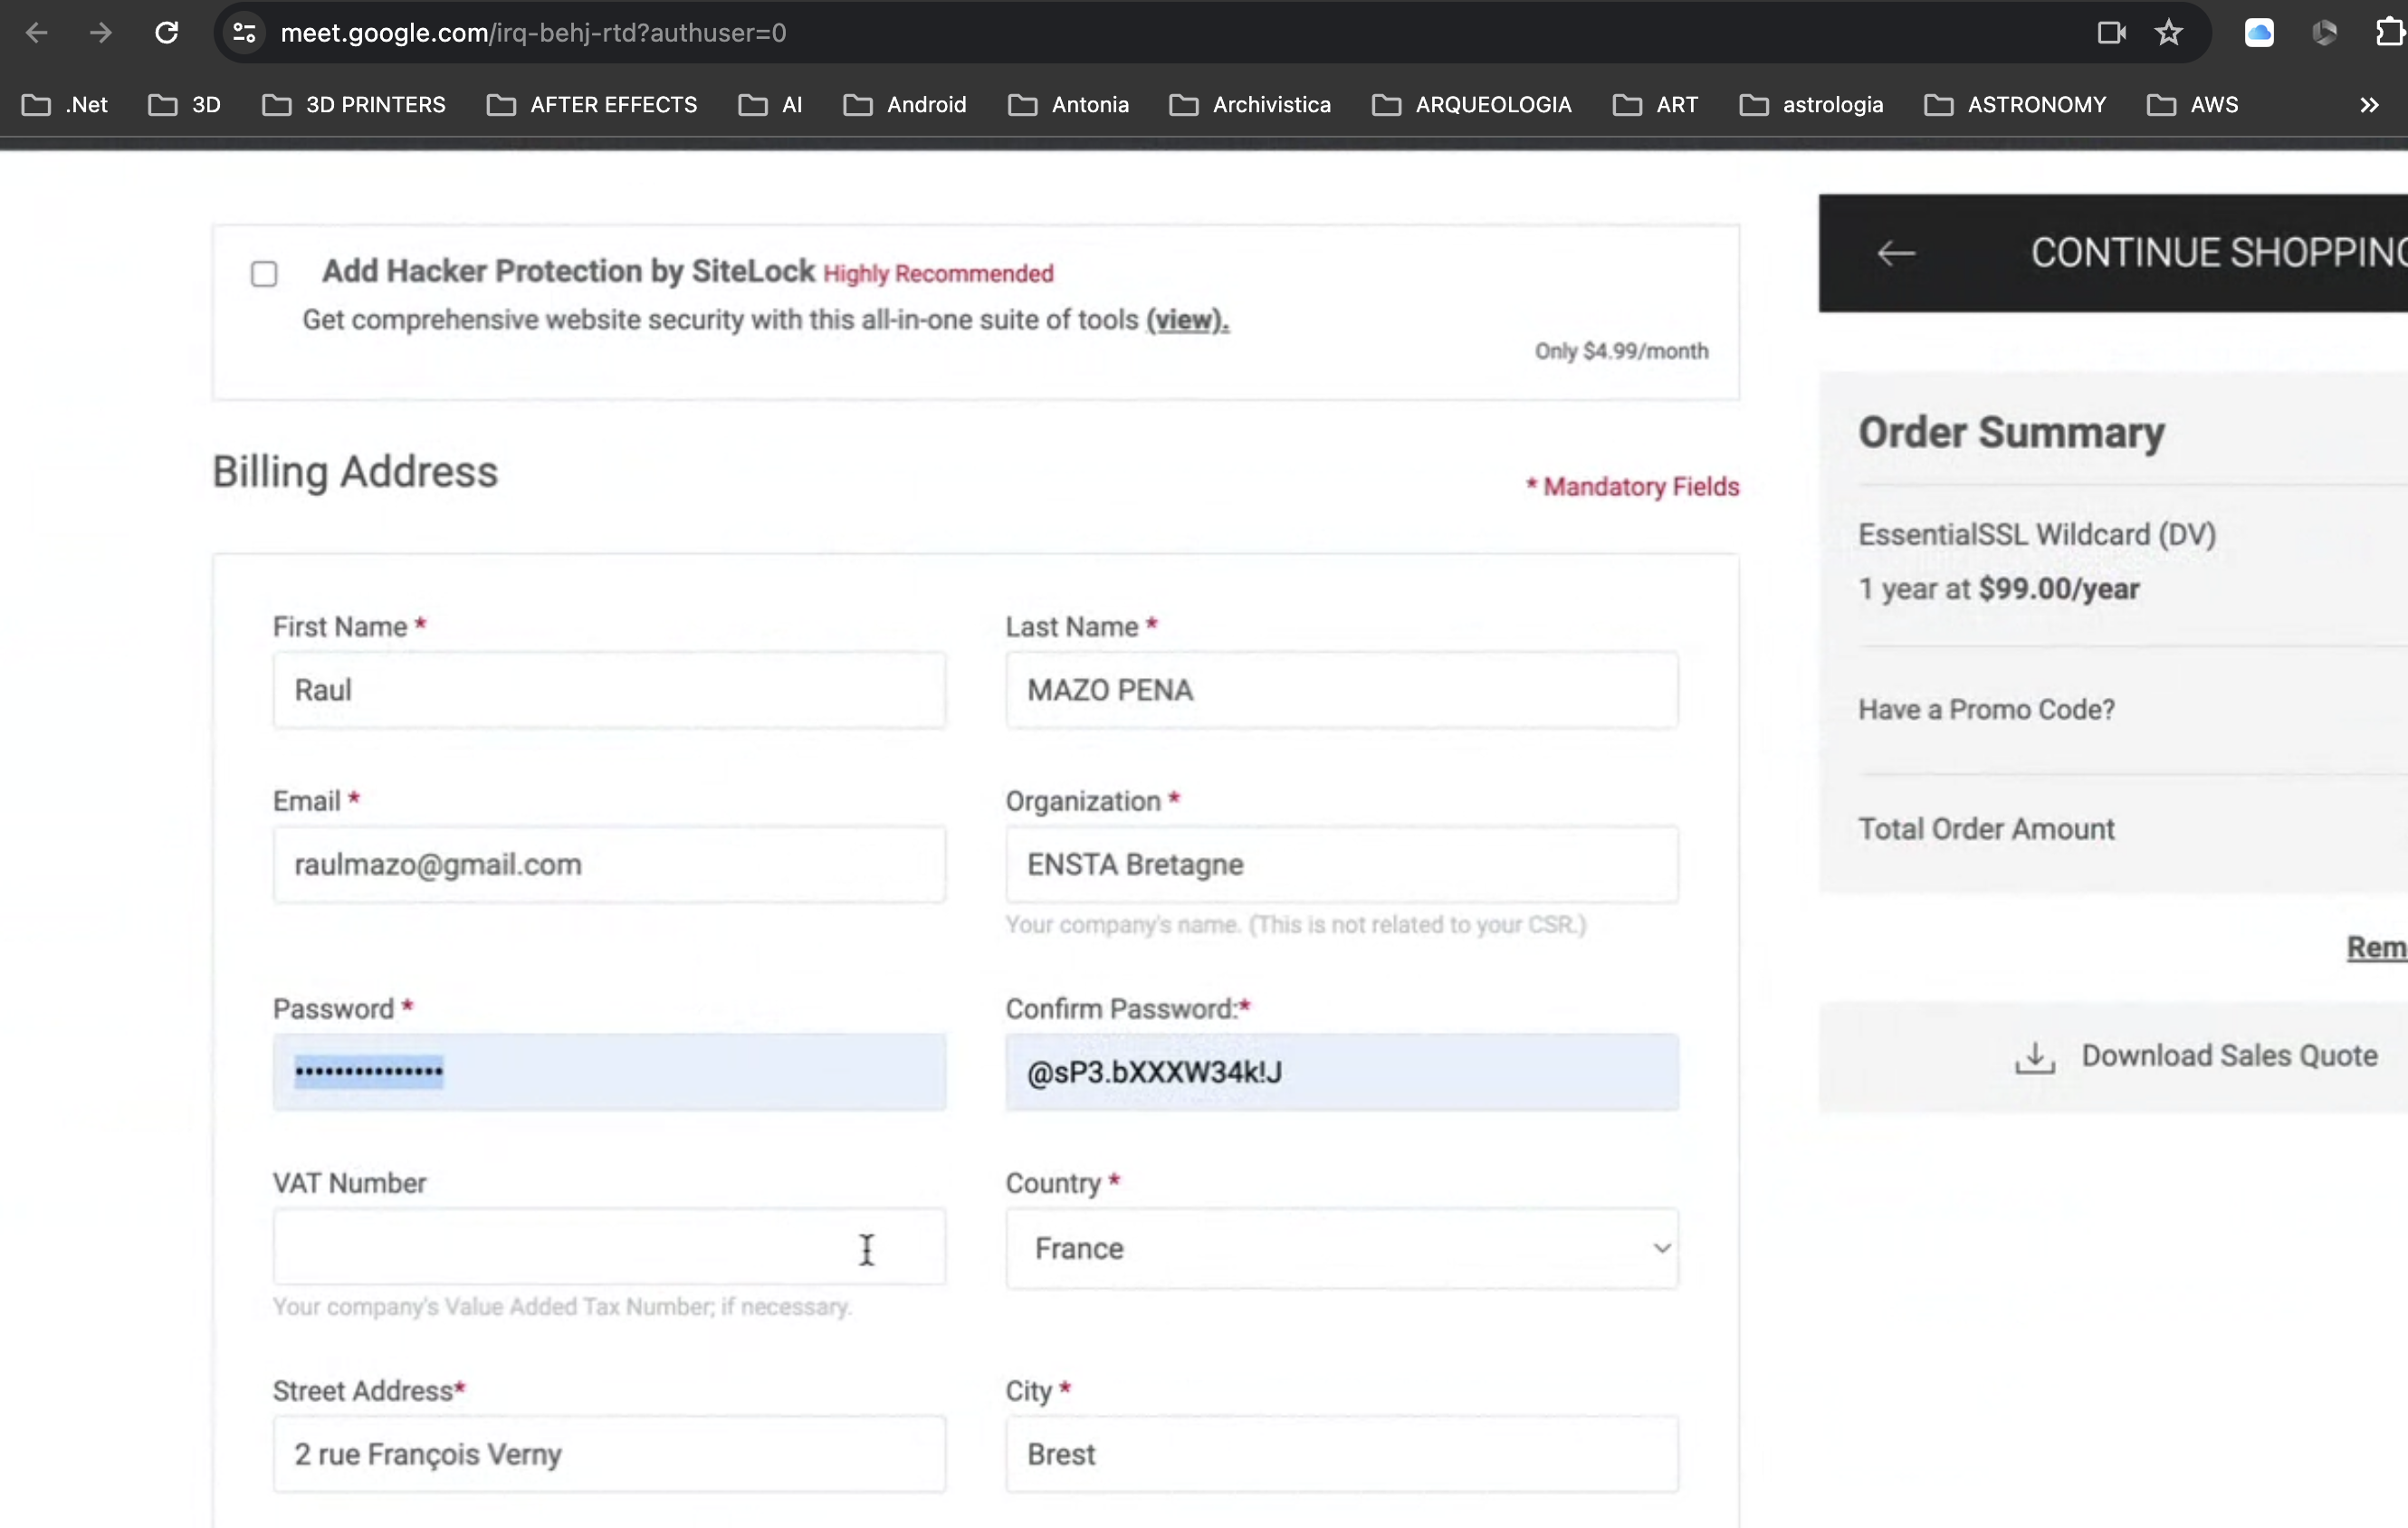 meet.google.com/irq-behj-rtd?authuser=0
.Net 3D 3D PRINTERS AFTER EFFECTS AI Android Antonia Archivistica ARQUEOLOGIA ART astrologia ASTRONOMY AWS
Add Hacker Protection by SiteLock Highly Recommended
Get comprehensive website security with this all-in-one suite of tools (view).
Only $4.99/month
Billing Address
* Mandatory Fields
First Name *
Last Name *
Raul
MAZO PENA
Email *
Organization *
raulmazo@gmail.com
ENSTA Bretagne
Your company's name. (This is not related to your CSR.)
Password *
Confirm Password:*
•••••••••••••••
@sP3.bXXXW34k!J
VAT Number
Country *
France
Your company's Value Added Tax Number; if necessary.
Street Address*
City *
2 rue François Verny
Brest
CONTINUE SHOPPING
Order Summary
EssentialSSL Wildcard (DV)
1 year at $99.00/year
Have a Promo Code?
Total Order Amount
Rem
Download Sales Quote